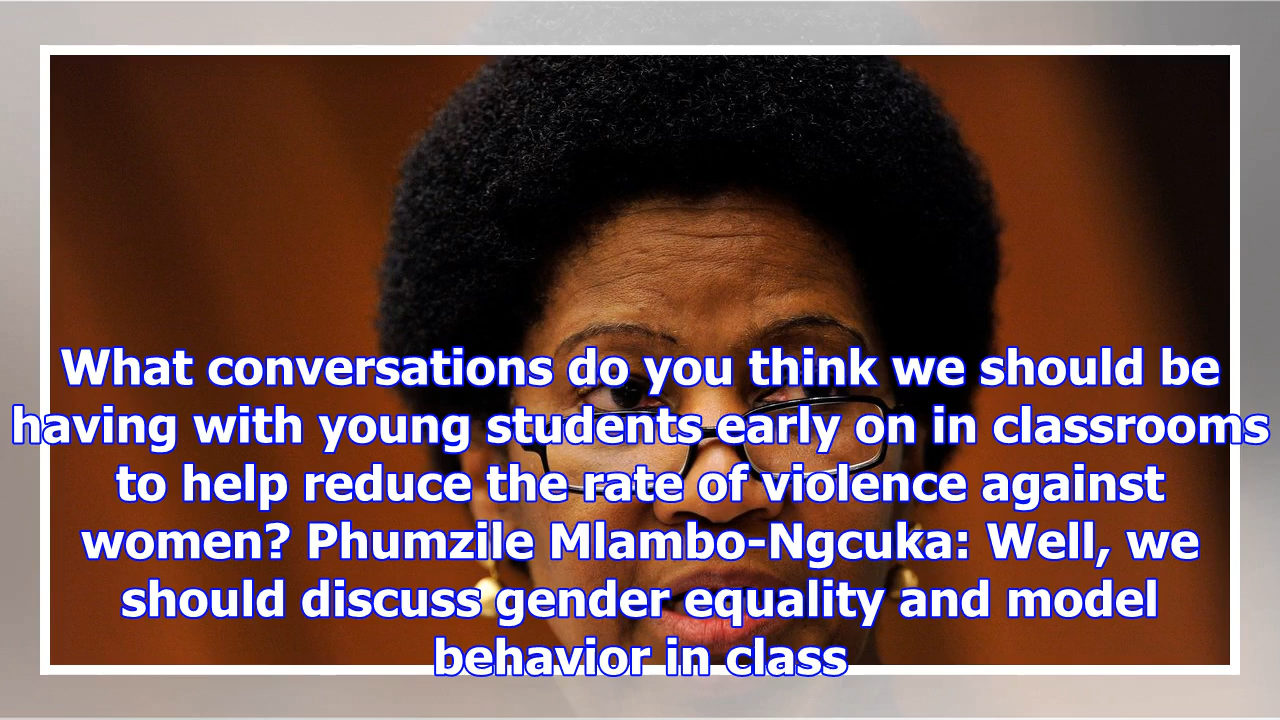 What conversations do you think we should be
having with young students early on in classrooms
to help reduce the rate of violence against
women? Phumzile Mlambo-Ngcuka: Well, we
should discuss gender equality and model
behavior in class